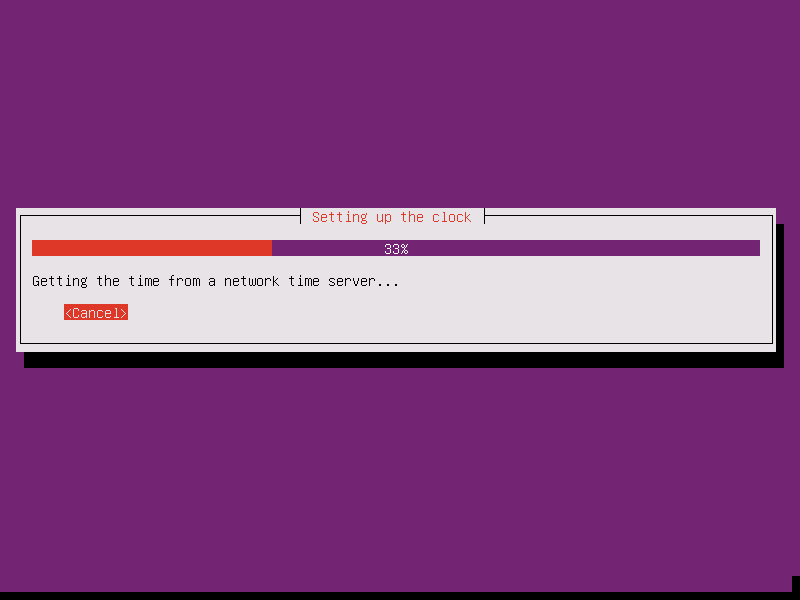 Setting up the clock
33%
Getting the time from a network time server...
<Cancel>